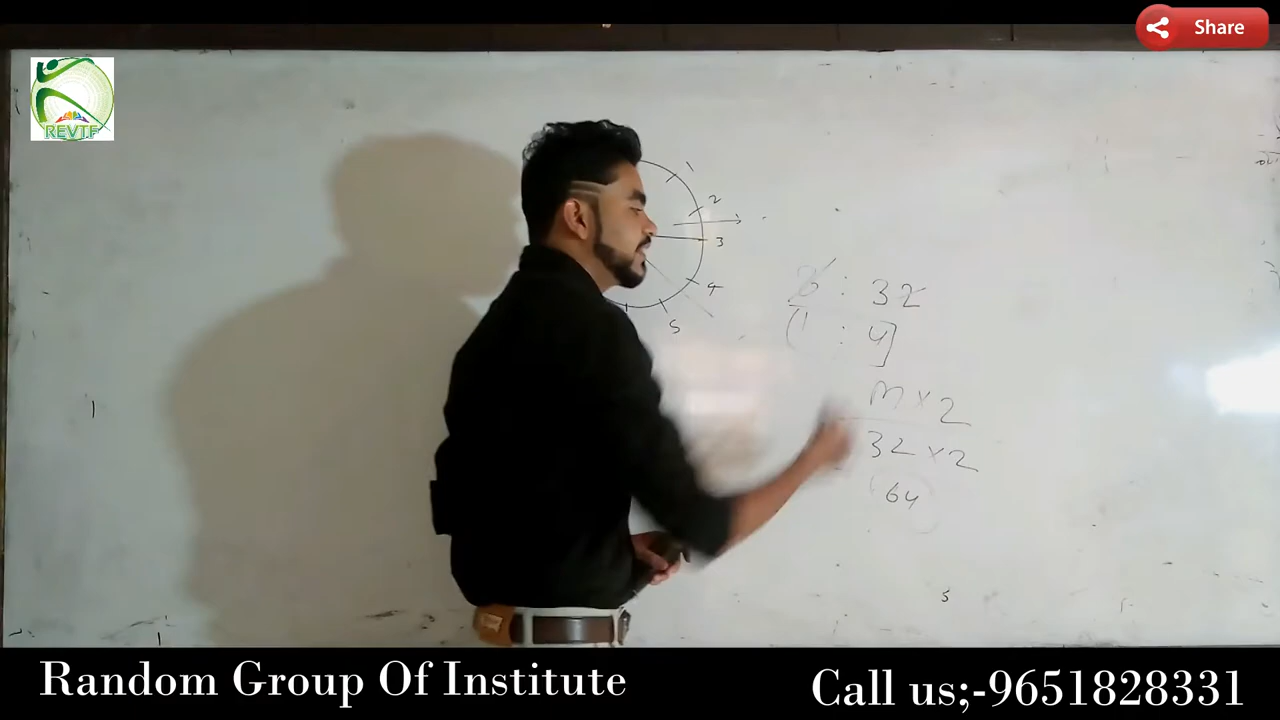 Share
REVTF
1
2
3
4
5
8 : 32
( 1 : 4 ]
M × 2
32 × 2
64
5
Random Group Of Institute
Call us;-9651828331